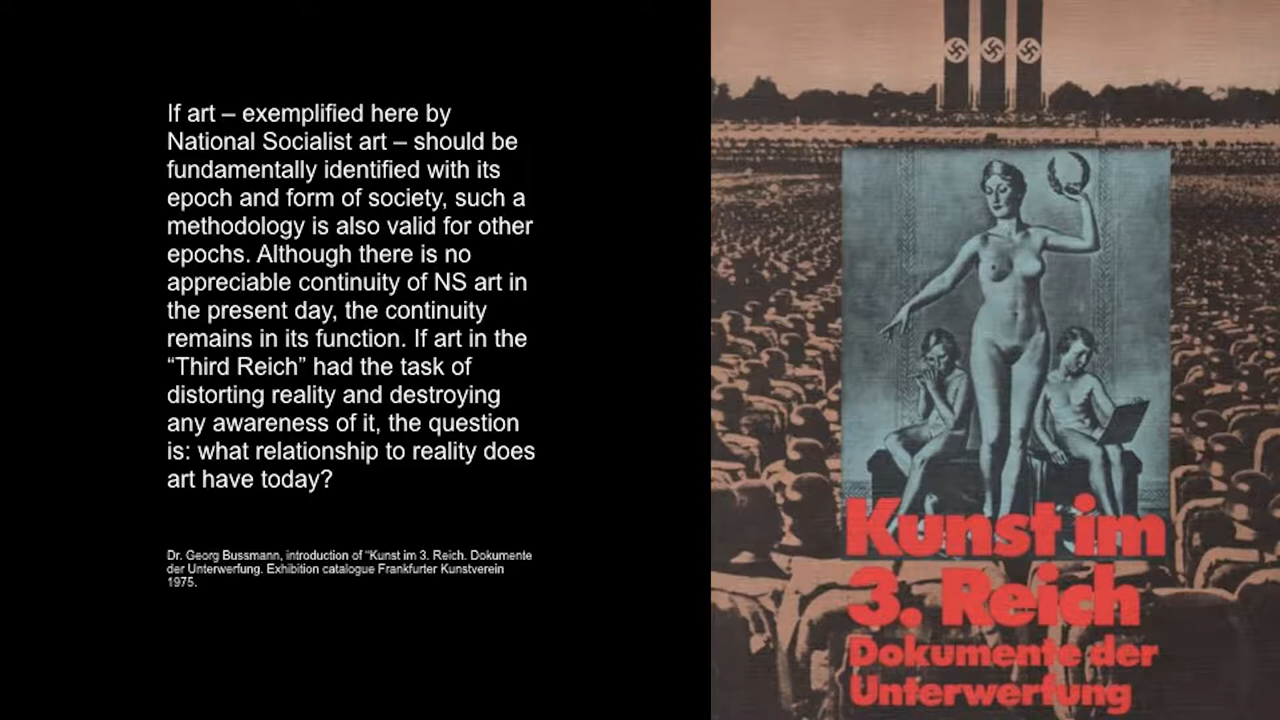 If art – exemplified here by
National Socialist art – should be
fundamentally identified with its
epoch and form of society, such a
methodology is also valid for other
epochs. Although there is no
appreciable continuity of NS art in
the present day, the continuity
remains in its function. If art in the
“Third Reich” had the task of
distorting reality and destroying
any awareness of it, the question
is: what relationship to reality does
art have today?
Dr. Georg Bussmann, introduction of “Kunst im 3. Reich. Dokumente
der Unterwerfung. Exhibition catalogue Frankfurter Kunstverein
1975.
Kunst im
3. Reich
Dokumente der
Unterwerfung